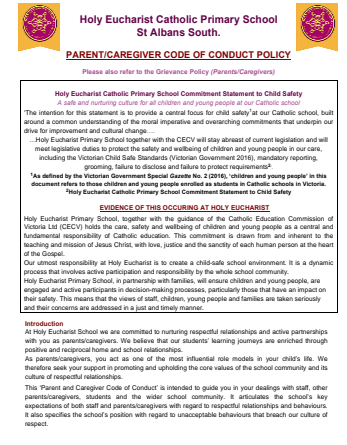 Holy Eucharist Catholic Primary School
St Albans South.
PARENT/CAREGIVER CODE OF CONDUCT POLICY
Please also refer to the Grievance Policy (Parents/Caregivers)
Holy Eucharist Catholic Primary School Commitment Statement to Child Safety
A safe and nurturing culture for all children and young people at our Catholic school
'The intention for this statement is to provide a central focus for child safety¹at our Catholic school, built
around a common understanding of the moral imperative and overarching commitments that underpin our
drive for improvement and cultural change….
…Holy Eucharist Primary School together with the CECV will stay abreast of current legislation and will
meet legislative duties to protect the safety and wellbeing of children and young people in our care,
including the Victorian Child Safe Standards (Victorian Government 2016), mandatory reporting,
grooming, failure to disclose and failure to protect requirements².
¹As defined by the Victorian Government Special Gazette No. 2 (2016), 'children and young people' in this
document refers to those children and young people enrolled as students in Catholic schools in Victoria.
²Holy Eucharist Catholic Primary School Commitment Statement to Child Safety
EVIDENCE OF THIS OCCURING AT HOLY EUCHARIST
Holy Eucharist Primary School, together with the guidance of the Catholic Education Commission of
Victoria Ltd (CECV) holds the care, safety and wellbeing of children and young people as a central and
fundamental responsibility of Catholic education. This commitment is drawn from and inherent to the
teaching and mission of Jesus Christ, with love, justice and the sanctity of each human person at the heart
of the Gospel.
Our utmost responsibility at Holy Eucharist is to create a child-safe school environment. It is a dynamic
process that involves active participation and responsibility by the whole school community.
Holy Eucharist Primary School, in partnership with families, will ensure children and young people, are
engaged and active participants in decision-making processes, particularly those that have an impact on
their safety. This means that the views of staff, children, young people and families are taken seriously
and their concerns are addressed in a just and timely manner.
Introduction
At Holy Eucharist School we are committed to nurturing respectful relationships and active partnerships
with you as parents/caregivers. We believe that our students' learning journeys are enriched through
positive and reciprocal home and school relationships.
As parents/caregivers, you act as one of the most influential role models in your child's life. We
therefore seek your support in promoting and upholding the core values of the school community and its
culture of respectful relationships.
This 'Parent and Caregiver Code of Conduct' is intended to guide you in your dealings with staff, other
parents/caregivers, students and the wider school community. It articulates the school's key
expectations of both staff and parents/caregivers with regard to respectful relationships and behaviours.
It also specifies the school's position with regard to unacceptable behaviours that breach our culture of
respect.